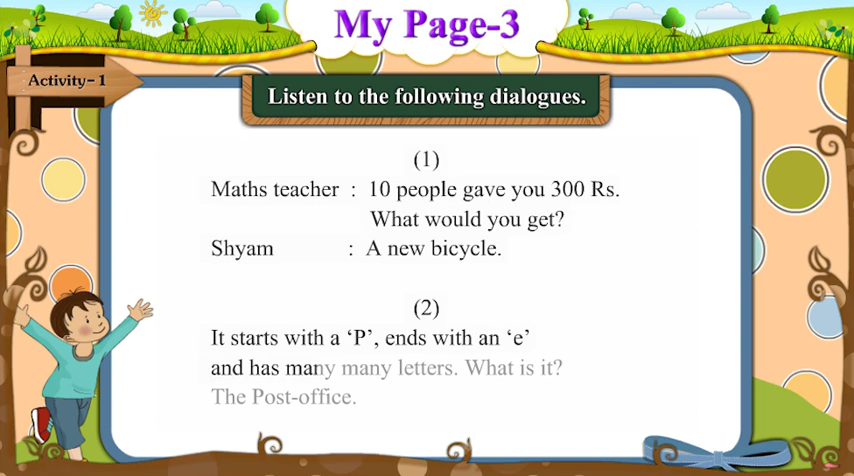 My Page-3
Activity-1
Listen to the following dialogues.
(1)
Maths teacher : 10 people gave you 300 Rs.
What would you get?
Shyam : A new bicycle.
(2)
It starts with a ‘P’, ends with an ‘e’
and has many many letters. What is it?
The Post-office.